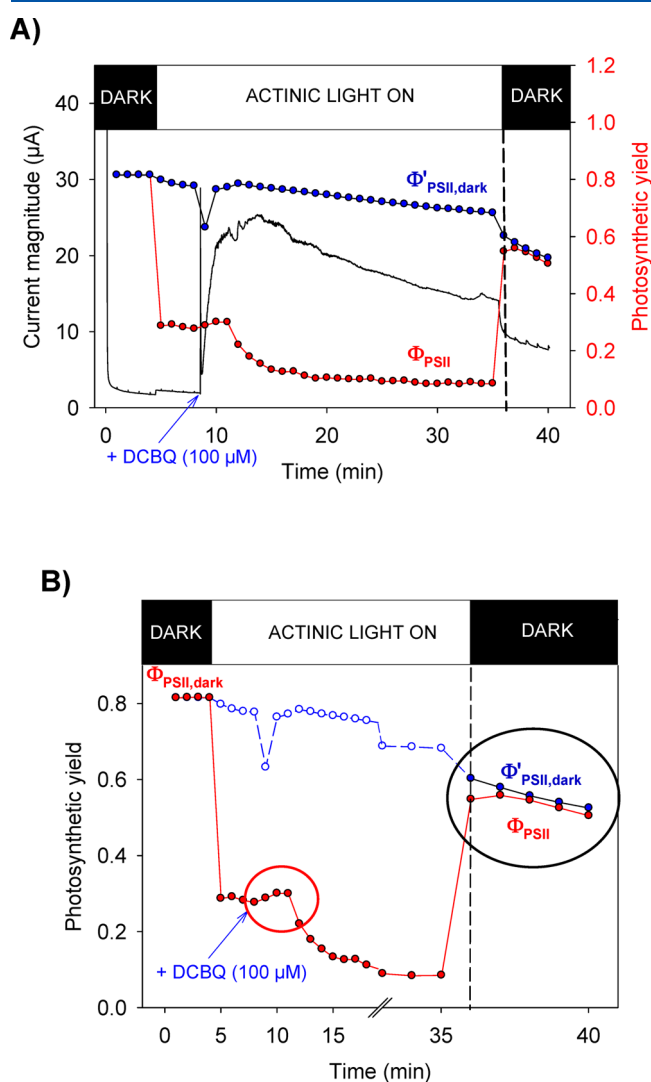 A)
DARK ACTINIC LIGHT ON DARK
Current magnitude (µA)
Photosynthetic yield
40
30
20
10
0
1.2
1.0
0.8
0.6
0.4
0.2
0.0
Φ'PSII,dark
ΦPSII
0 10 20 30 40
+ DCBQ (100 µM)
Time (min)
B)
DARK ACTINIC LIGHT ON DARK
ΦPSII,dark
Photosynthetic yield
0.8
0.6
0.4
0.2
0.0
Φ'PSII,dark
ΦPSII
+ DCBQ (100 µM)
0 5 10 15 35 40
Time (min)